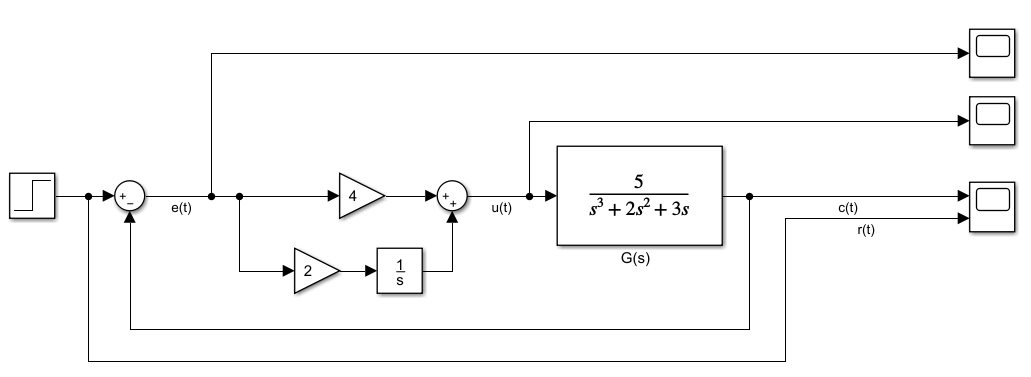 +
−
e(t)
4
2
1
s
+
+
u(t)
5
s³ + 2s² + 3s
G(s)
c(t)
r(t)